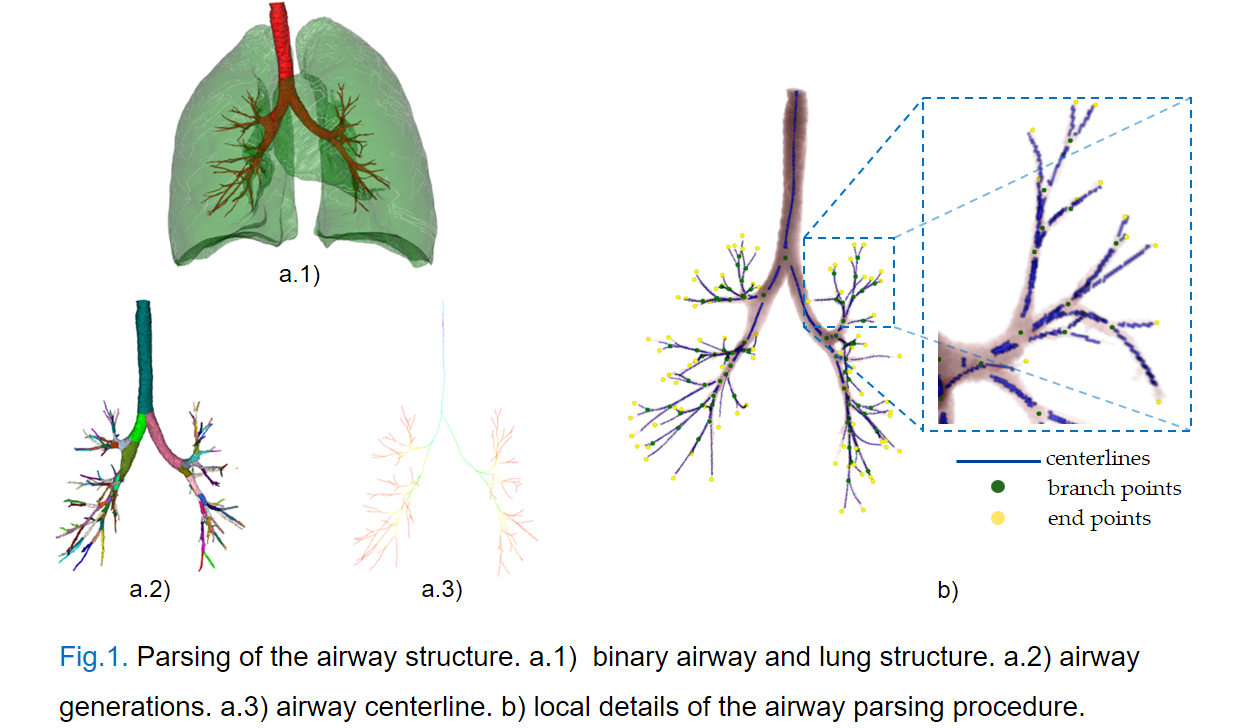 a.1)
a.2)
a.3)
centerlines
branch points
end points
b)
Fig.1. Parsing of the airway structure. a.1) binary airway and lung structure. a.2) airway
generations. a.3) airway centerline. b) local details of the airway parsing procedure.